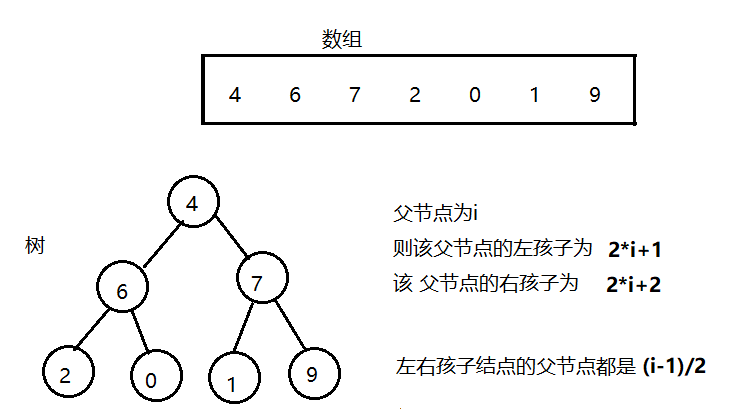 数组
4 6 7 2 0 1 9
树
4
6 7
2 0 1 9
父节点为i
则该父节点的左孩子为 2*i+1
该 父节点的右孩子为 2*i+2
左右孩子结点的父节点都是 (i-1)/2